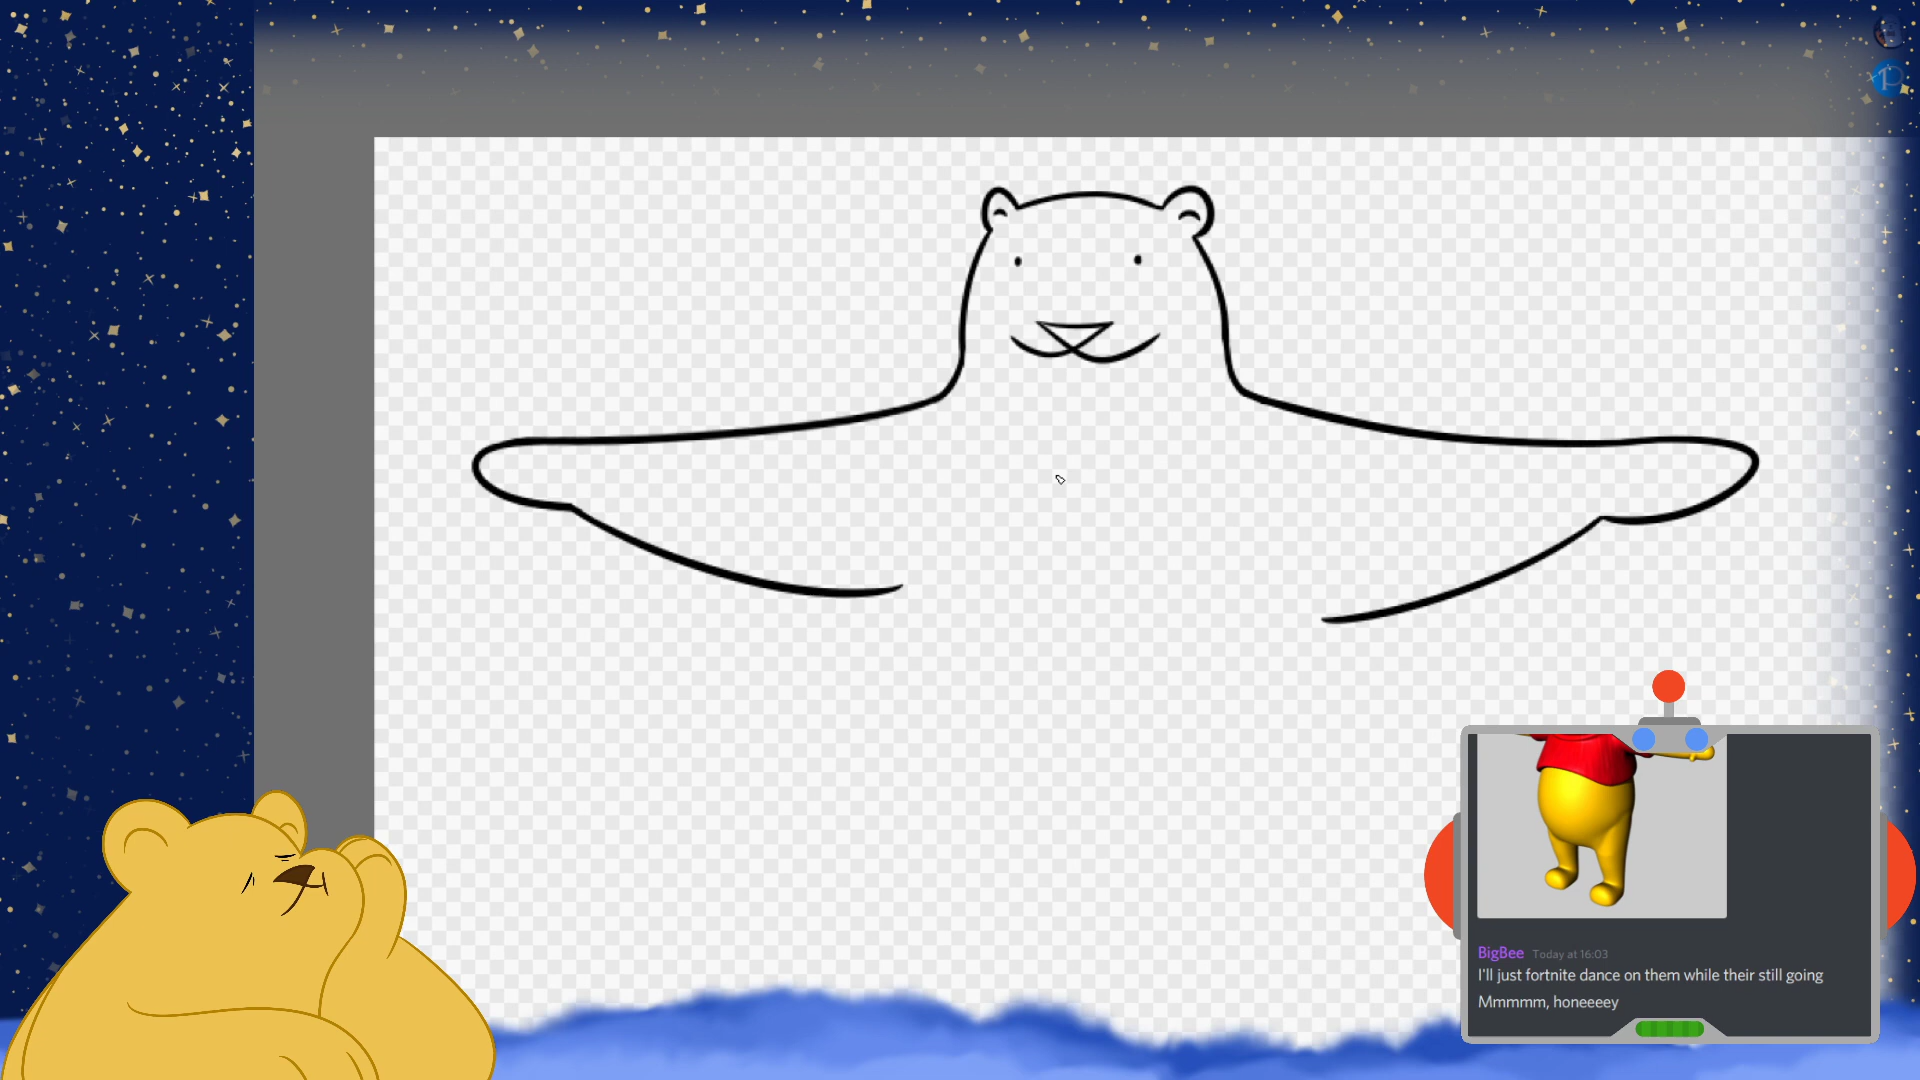 BigBee Today at 16:03
I'll just fortnite dance on them while their still going
Mmmmm, honeeeey